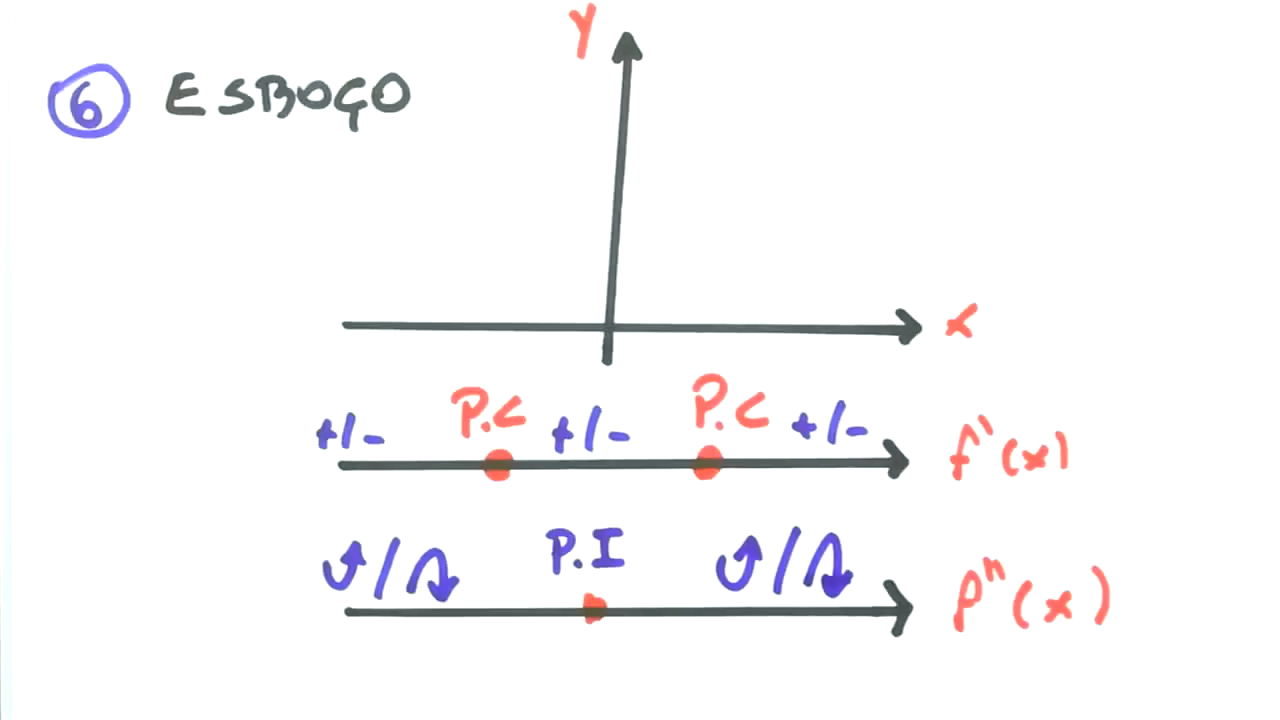 6 ESBOÇO
Y
x
P.C P.C
+/- +/- +/- f'(x)
P.I
/ / f"(x)